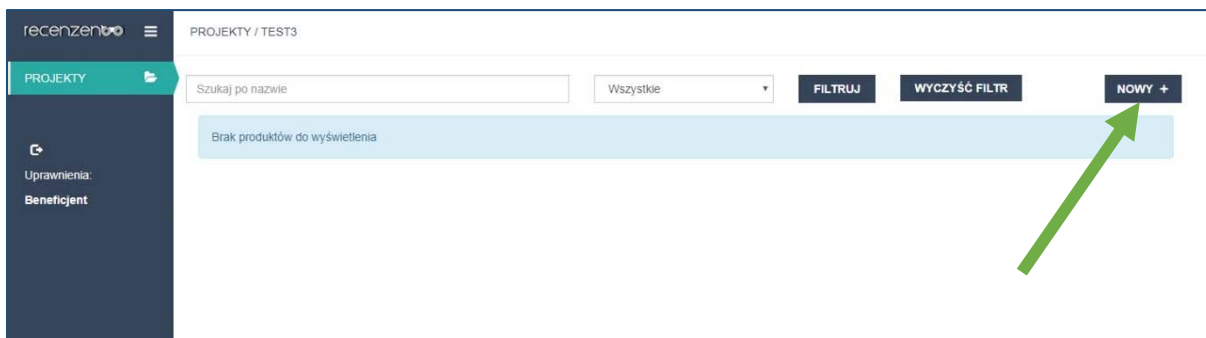 recenzento
PROJEKTY / TEST3
PROJEKTY
Szukaj po nazwie
Wszystkie
FILTRUJ
WYCZYŚĆ FILTR
NOWY +
Brak produktów do wyświetlenia
Uprawnienia:
Beneficjent